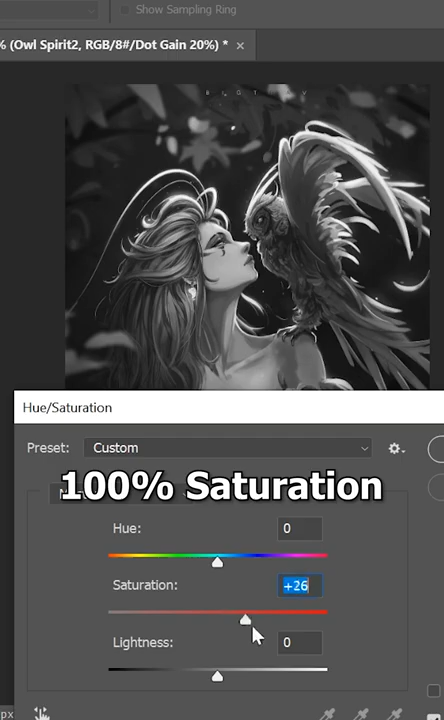 Show Sampling Ring
% (Owl Spirit2, RGB/8#/Dot Gain 20%) * ×
Hue/Saturation
Preset: Custom
100% Saturation
Hue: 0
Saturation: +26
Lightness: 0
px